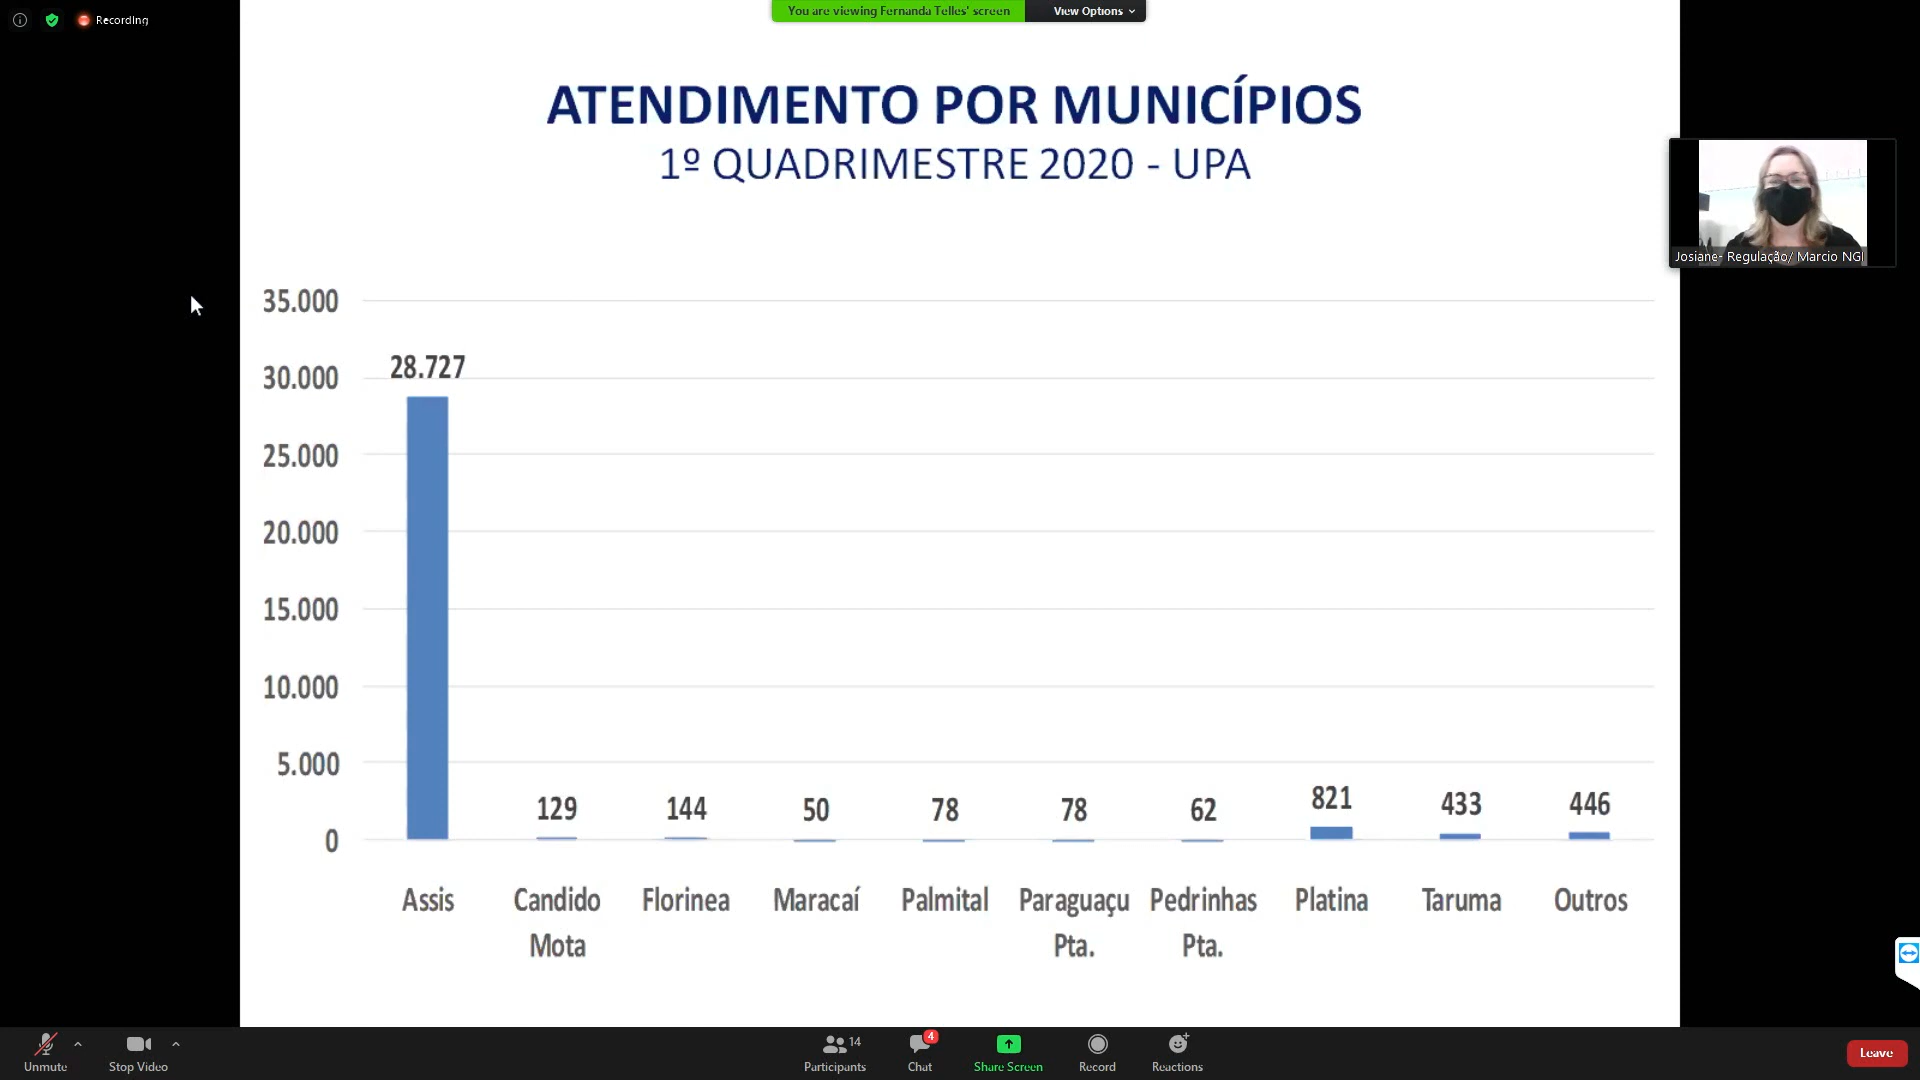 Recording
You are viewing Fernanda Telles' screen
View Options
ATENDIMENTO POR MUNICÍPIOS
1º QUADRIMESTRE 2020 - UPA
Josiane- Regulação/ Marcio NGI
35.000
30.000
25.000
20.000
15.000
10.000
5.000
0
28.727
129
144
50
78
78
62
821
433
446
Assis
Candido
Mota
Florinea
Maracaí
Palmital
Paraguaçu
Pta.
Pedrinhas
Pta.
Platina
Taruma
Outros
Unmute
Stop Video
14
Participants
4
Chat
Share Screen
Record
Reactions
Leave